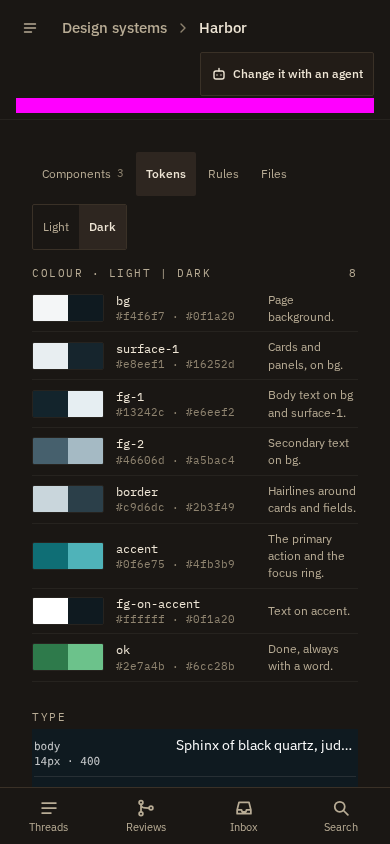 Design systems > Harbor
Change it with an agent
Components 3 Tokens Rules Files
Light Dark
COLOUR · LIGHT | DARK 8
bg
#f4f6f7 · #0f1a20
Page
background.
surface-1
#e8eef1 · #16252d
Cards and
panels, on bg.
fg-1
#13242c · #e6eef2
Body text on bg
and surface-1.
fg-2
#46606d · #a5bac4
Secondary text
on bg.
border
#c9d6dc · #2b3f49
Hairlines around
cards and fields.
accent
#0f6e75 · #4fb3b9
The primary
action and the
focus ring.
fg-on-accent
#ffffff · #0f1a20
Text on accent.
ok
#2e7a4b · #6cc28b
Done, always
with a word.
TYPE
body
14px · 400
Sphinx of black quartz, jud…
Threads Reviews Inbox Search